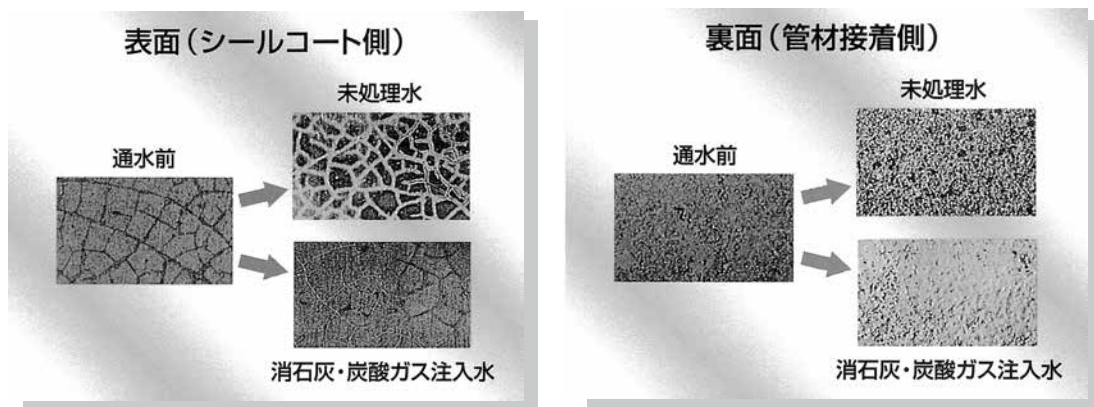 表面(シールコート側)
未処理水
通水前
消石灰・炭酸ガス注入水
裏面(管材接着側)
未処理水
通水前
消石灰・炭酸ガス注入水